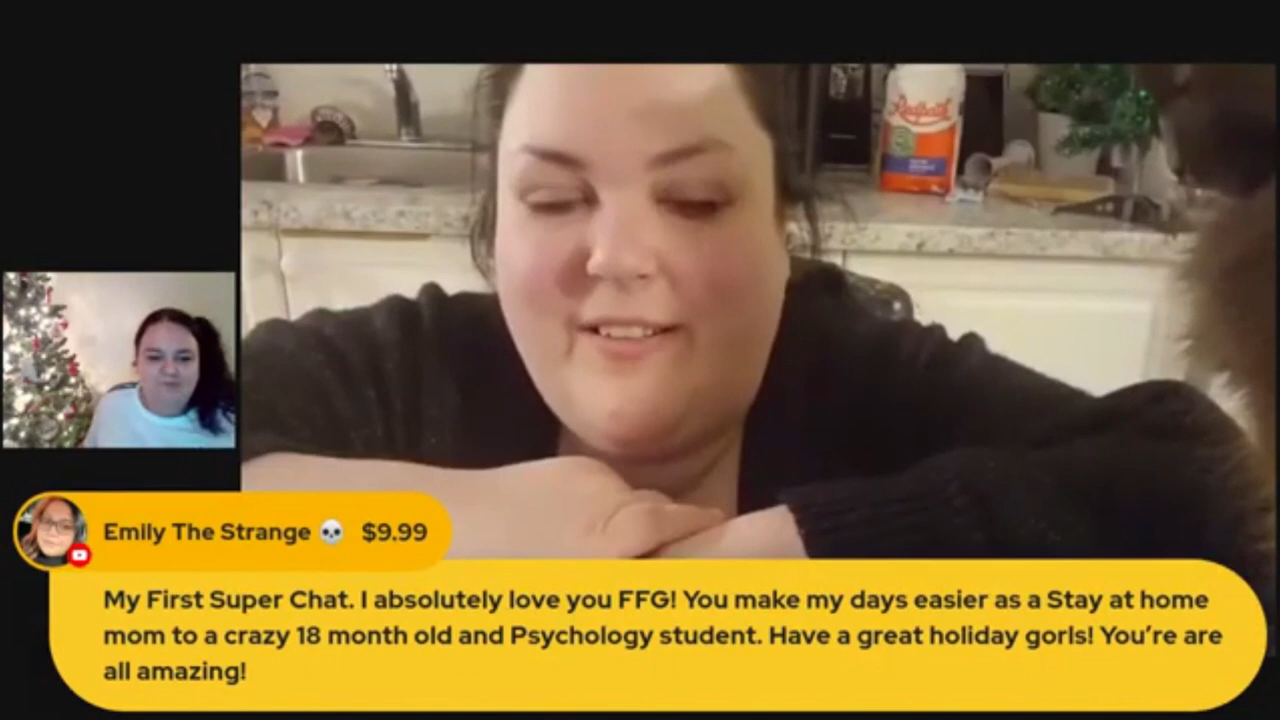 Redpath
Emily The Strange 💀 $9.99
My First Super Chat. I absolutely love you FFG! You make my days easier as a Stay at home
mom to a crazy 18 month old and Psychology student. Have a great holiday gorls! You're are
all amazing!